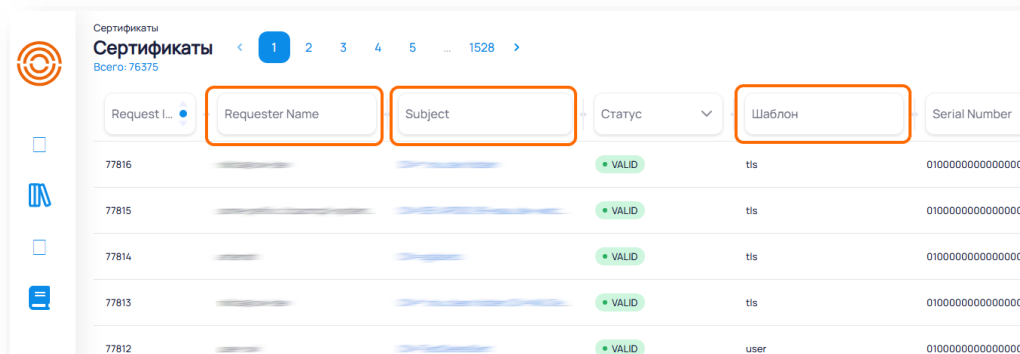 Сертификаты
Сертификаты < 1 2 3 4 5 ... 1528 >
Всего: 76375
Request I... Requester Name Subject Статус Шаблон Serial Number
77816 VALID tls
77815 VALID tls
77814 VALID tls
77813 VALID tls
77812 VALID user